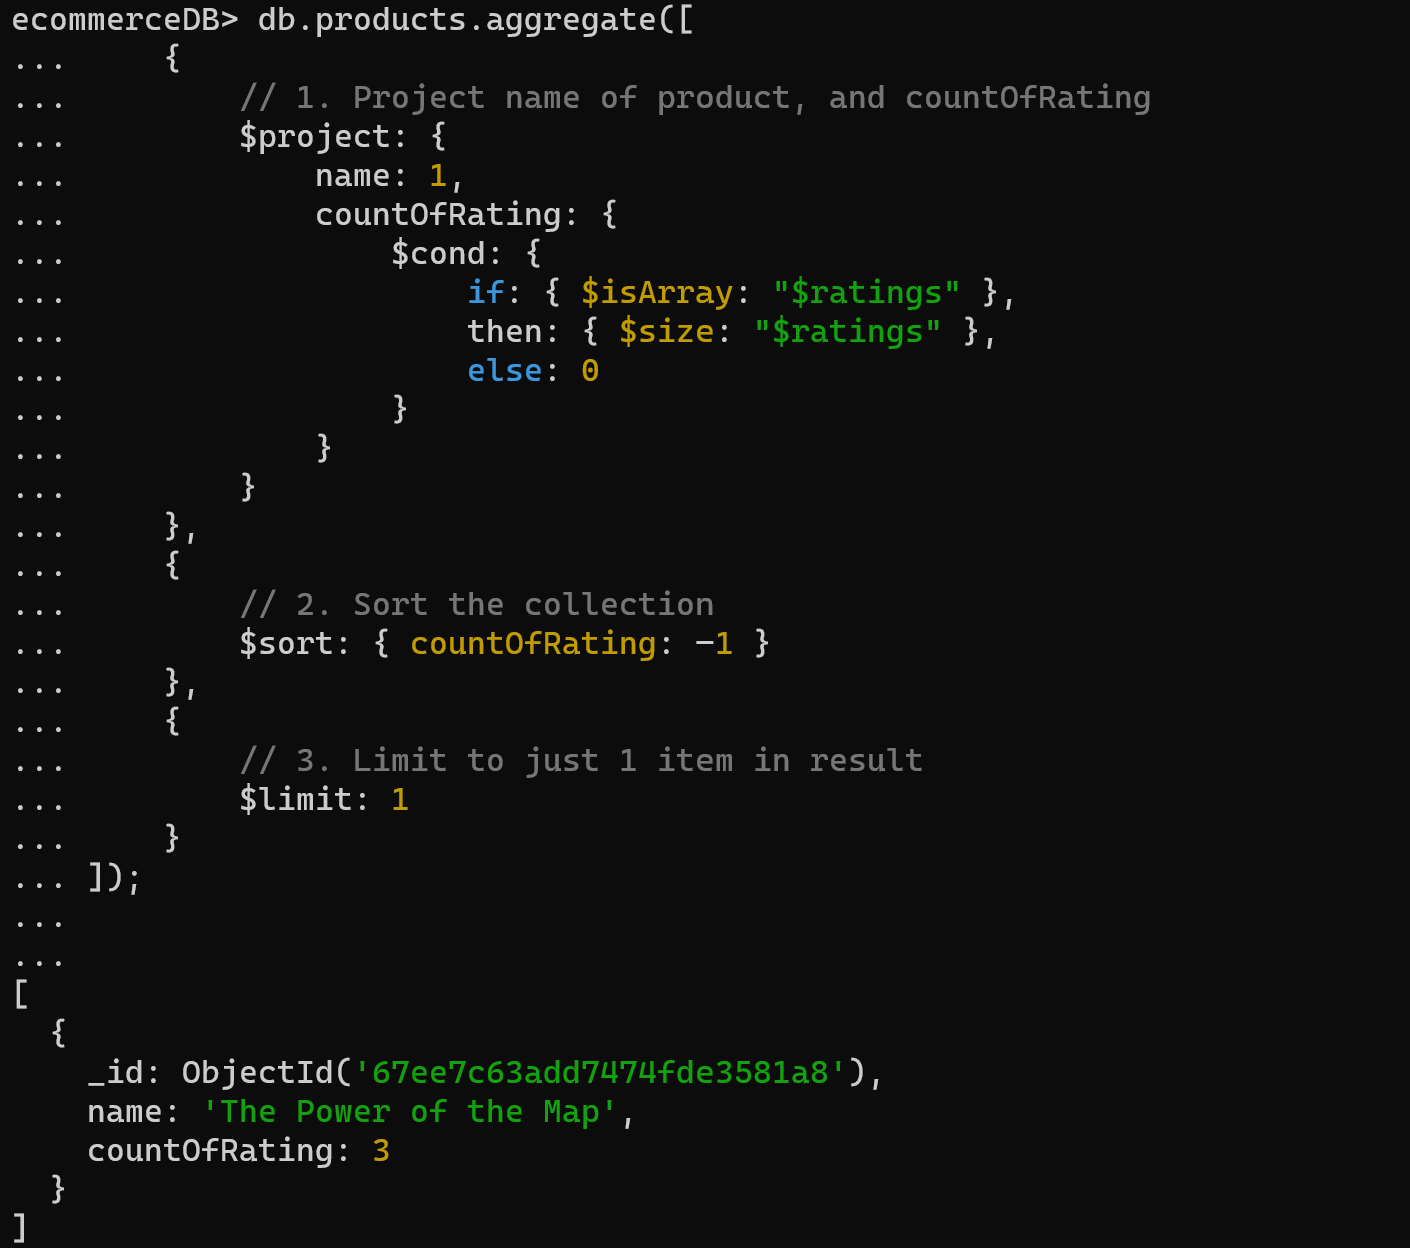 ecommerceDB> db.products.aggregate([
...     {
...         // 1. Project name of product, and countOfRating
...         $project: {
...             name: 1,
...             countOfRating: {
...                 $cond: {
...                     if: { $isArray: "$ratings" },
...                     then: { $size: "$ratings" },
...                     else: 0
...                 }
...             }
...         }
...     },
...     {
...         // 2. Sort the collection
...         $sort: { countOfRating: -1 }
...     },
...     {
...         // 3. Limit to just 1 item in result
...         $limit: 1
...     }
... ]);
...
...
[
  {
    _id: ObjectId('67ee7c63add7474fde3581a8'),
    name: 'The Power of the Map',
    countOfRating: 3
  }
]